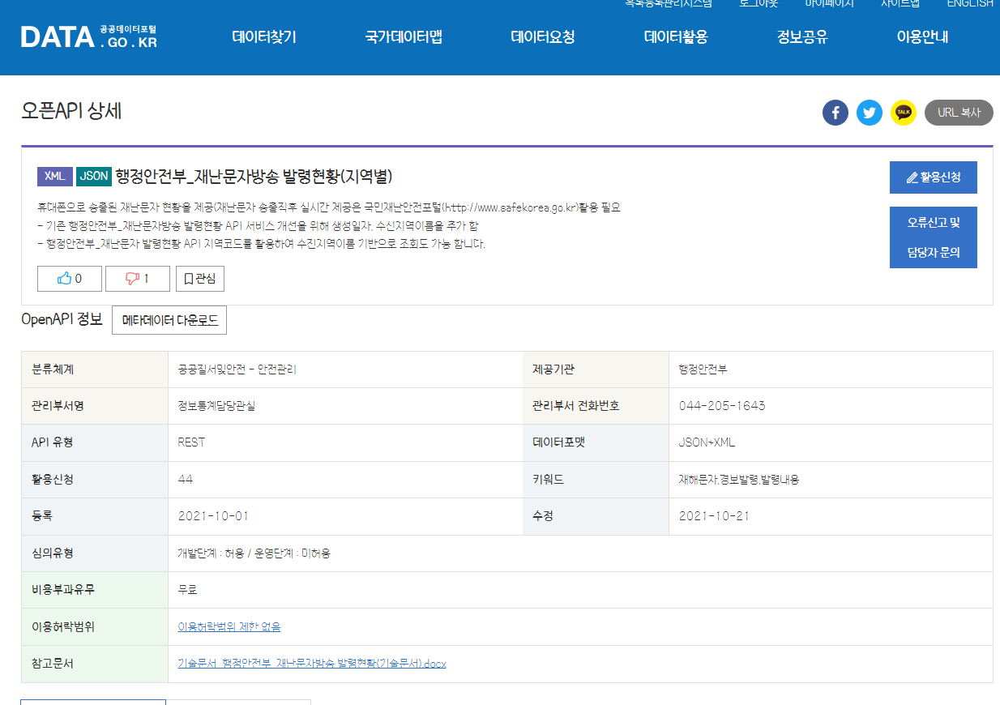 목록등록관리시스템 로그아웃 마이페이지 사이트맵 ENGLISH
DATA 공공데이터포털 . GO . KR
데이터찾기 국가데이터맵 데이터요청 데이터활용 정보공유 이용안내
오픈API 상세
f TALK URL 복사
XML JSON 행정안전부_재난문자방송 발령현황(지역별)
활용신청
휴대폰으로 송출된 재난문자 현황을 제공(재난문자 송출직후 실시간 제공은 국민재난안전포털(http://www.safekorea.go.kr)활용 필요
- 기존 행정안전부_재난문자방송 발령현황 API 서비스 개선을 위해 생성일자, 수신지역이름을 추가 함
- 행정안전부_재난문자 발령현황 API 지역코드를 활용하여 수진지역이름 기반으로 조회도 가능 합니다.
오류신고 및
담당자 문의
0 1 관심
OpenAPI 정보 메타데이터 다운로드
분류체계 공공질서및안전 - 안전관리 제공기관 행정안전부
관리부서명 정보통계담당관실 관리부서 전화번호 044-205-1643
API 유형 REST 데이터포맷 JSON+XML
활용신청 44 키워드 재해문자,경보발령,발령내용
등록 2021-10-01 수정 2021-10-21
심의유형 개발단계 : 허용 / 운영단계 : 미허용
비용부과유무 무료
이용허락범위 이용허락범위 제한 없음
참고문서 기술문서_행정안전부_재난문자방송 발령현황(기술문서).docx